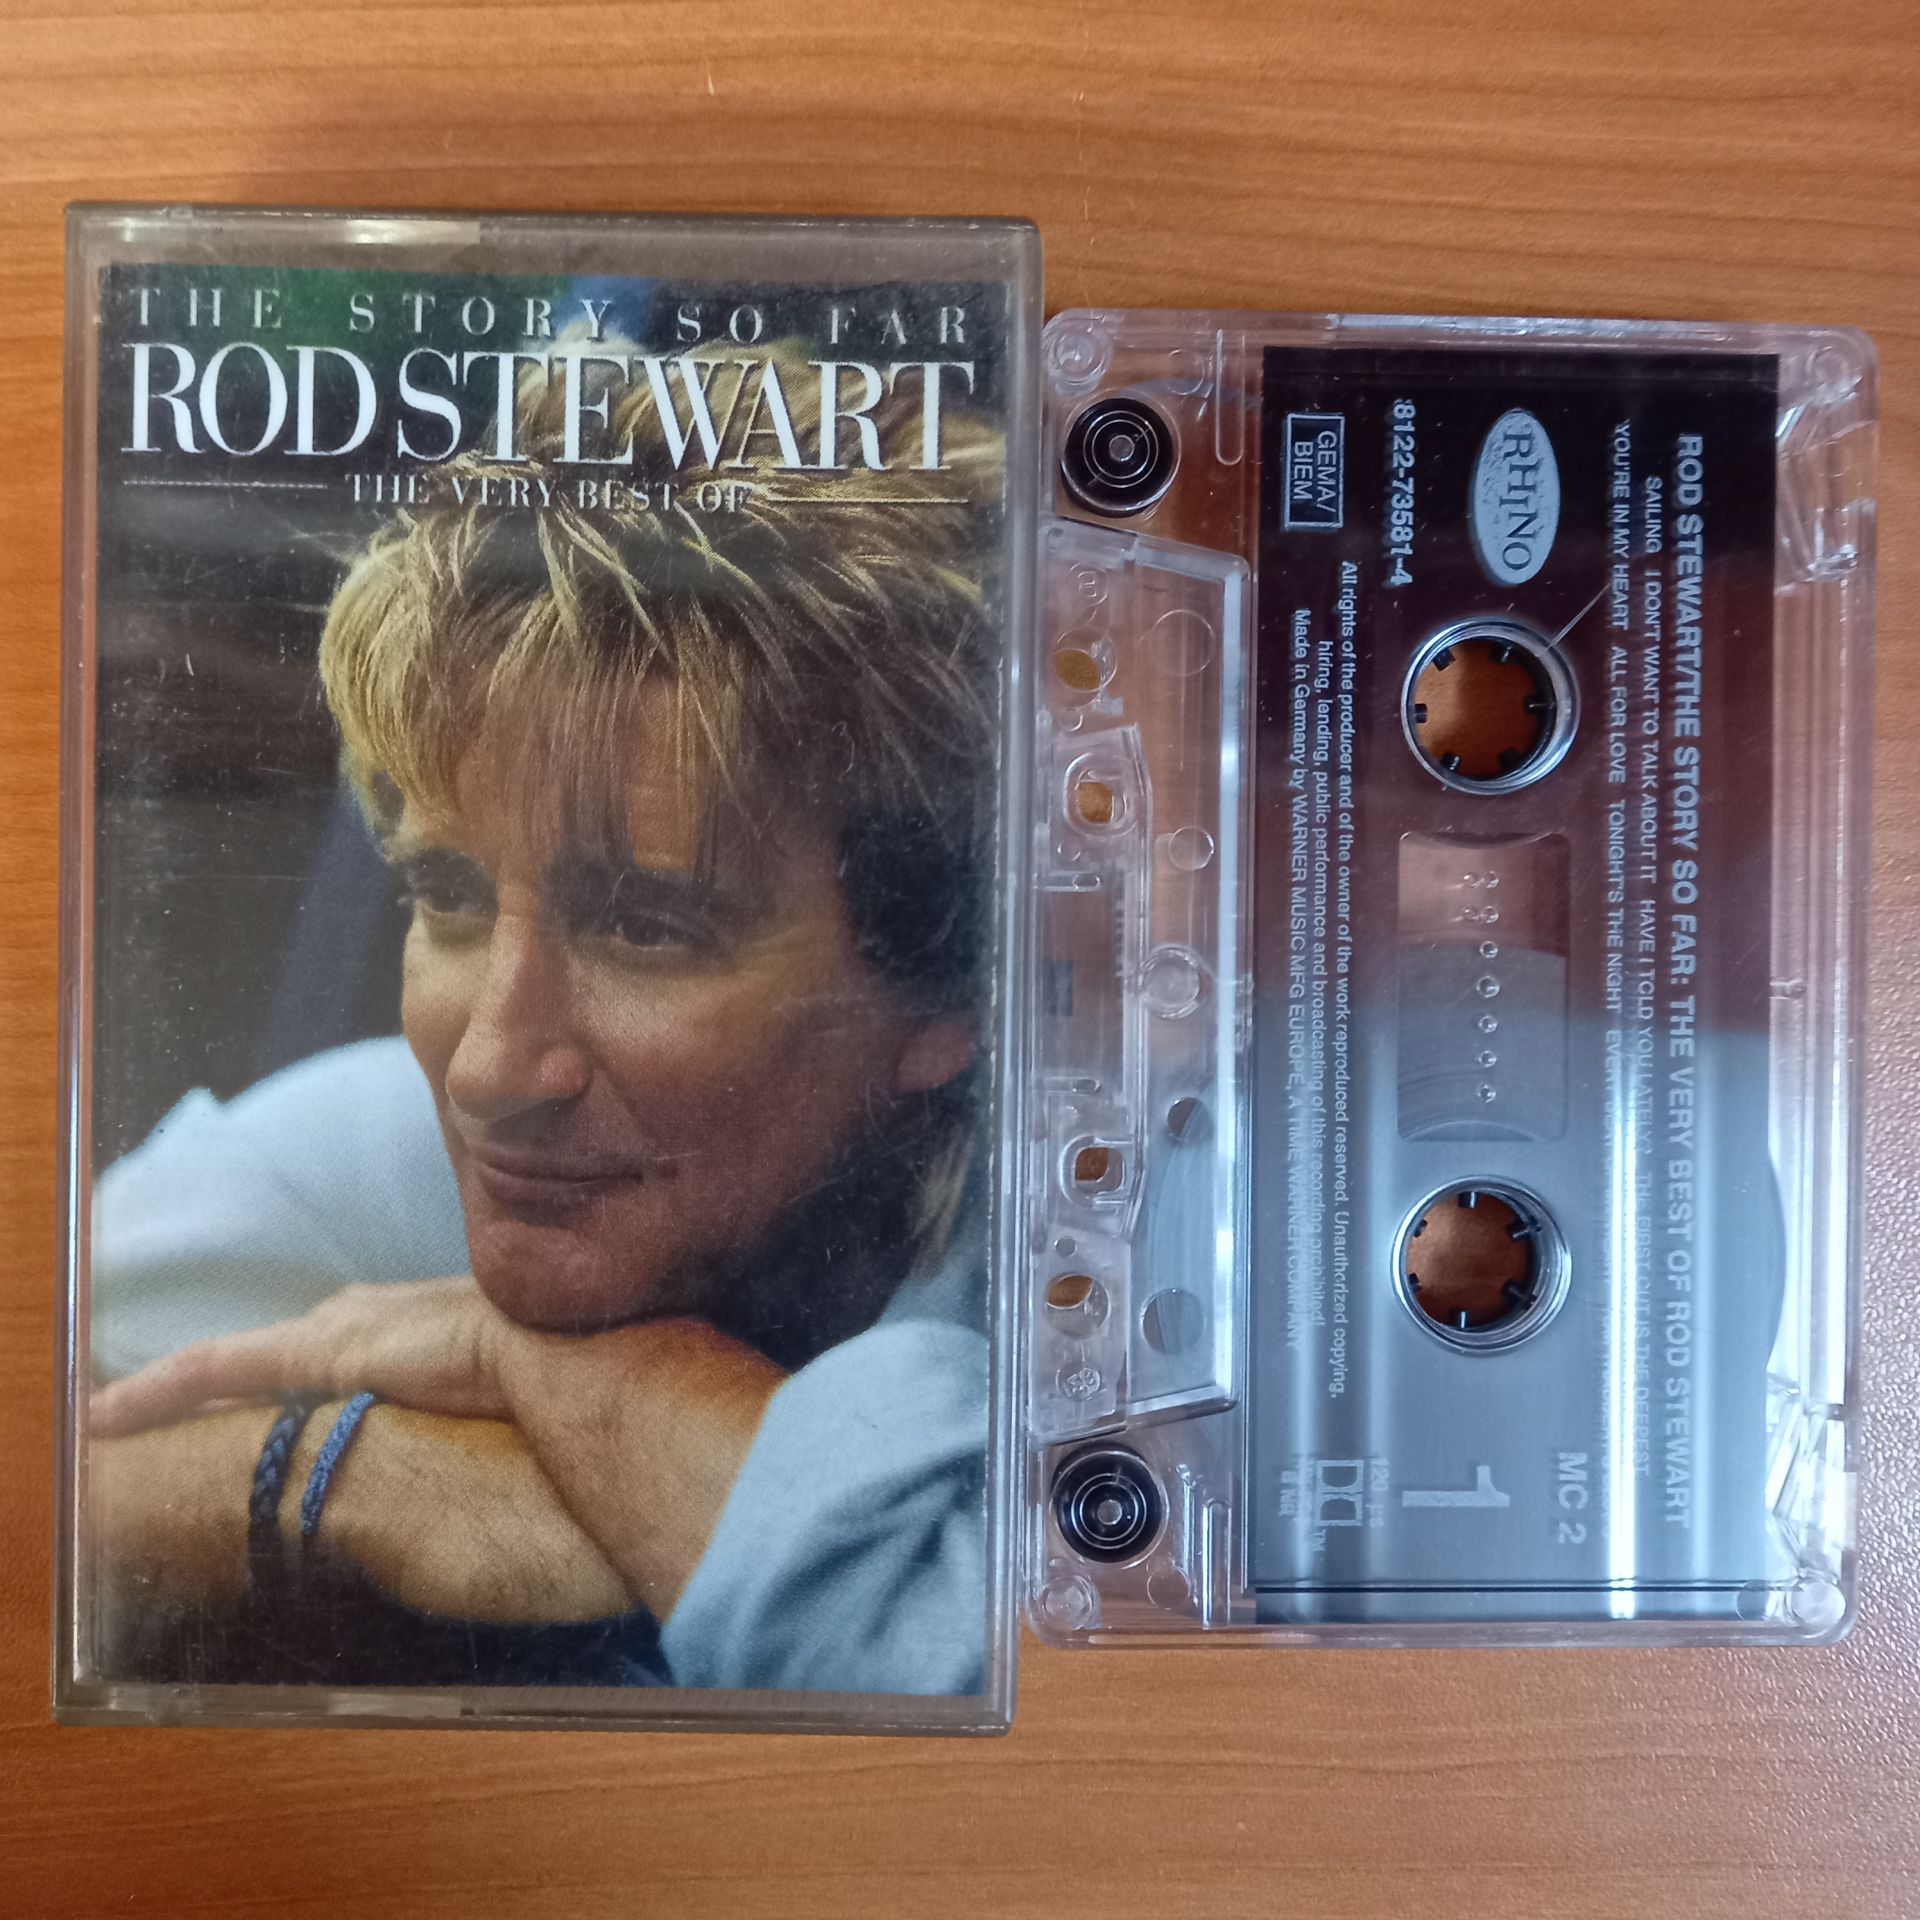 THE STORY SO FAR
ROD STEWART
THE VERY BEST OF
ROD STEWART/THE STORY SO FAR: THE VERY BEST OF ROD STEWART
SAILING I DON'T WANT TO TALK ABOUT IT HAVE I TOLD YOU LATELY? THE FIRST CUT IS THE DEEPEST
YOU'RE IN MY HEART ALL FOR LOVE TONIGHT'S THE NIGHT EVERY
RHINO
MC 2
8122-73581-4
1
GEMA/
BIEM
All rights of the producer and of the owner of the work reproduced reserved. Unauthorized copying,
hiring, lending, public performance and broadcasting of this recording prohibited!
Made in Germany by WARNER MUSIC MFG EUROPE, A TIME WARNER COMPANY
120 µs
TM